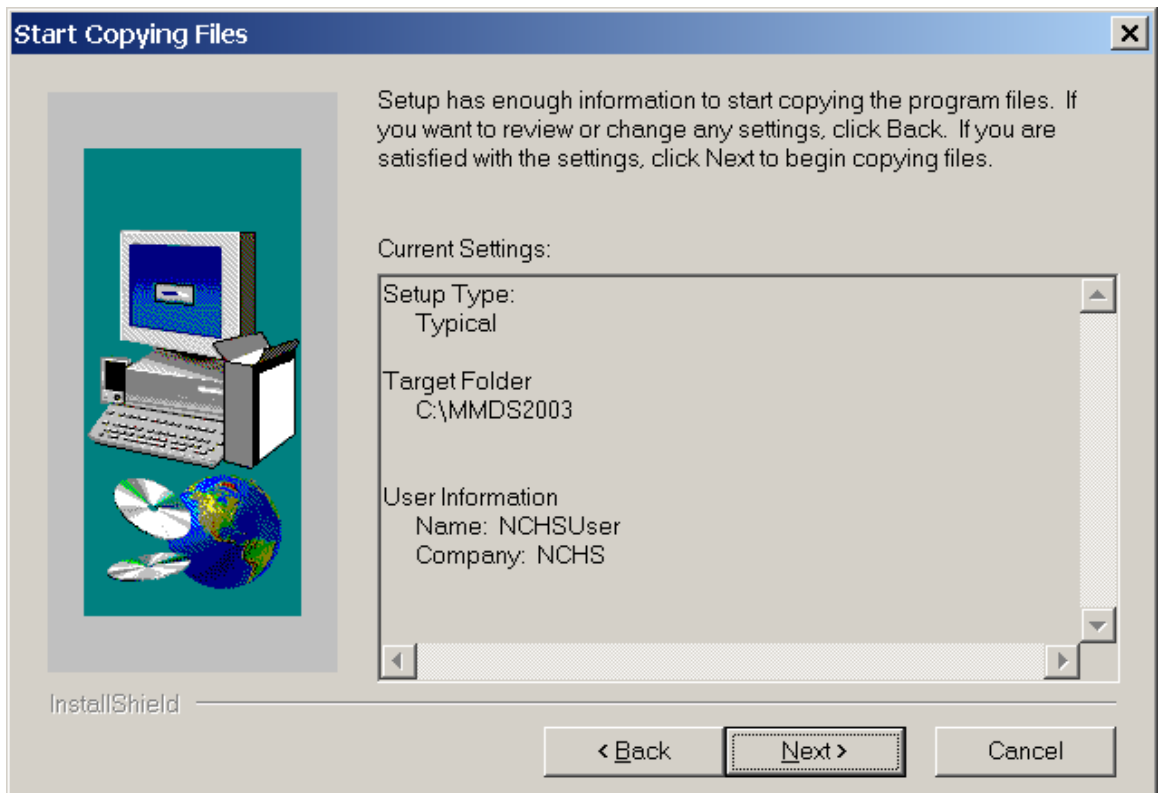 Start Copying Files
Setup has enough information to start copying the program files. If
you want to review or change any settings, click Back. If you are
satisfied with the settings, click Next to begin copying files.
Current Settings:
Setup Type:
Typical
Target Folder
C:\MMDS2003
User Information
Name: NCHSUser
Company: NCHS
InstallShield
< Back
Next >
Cancel